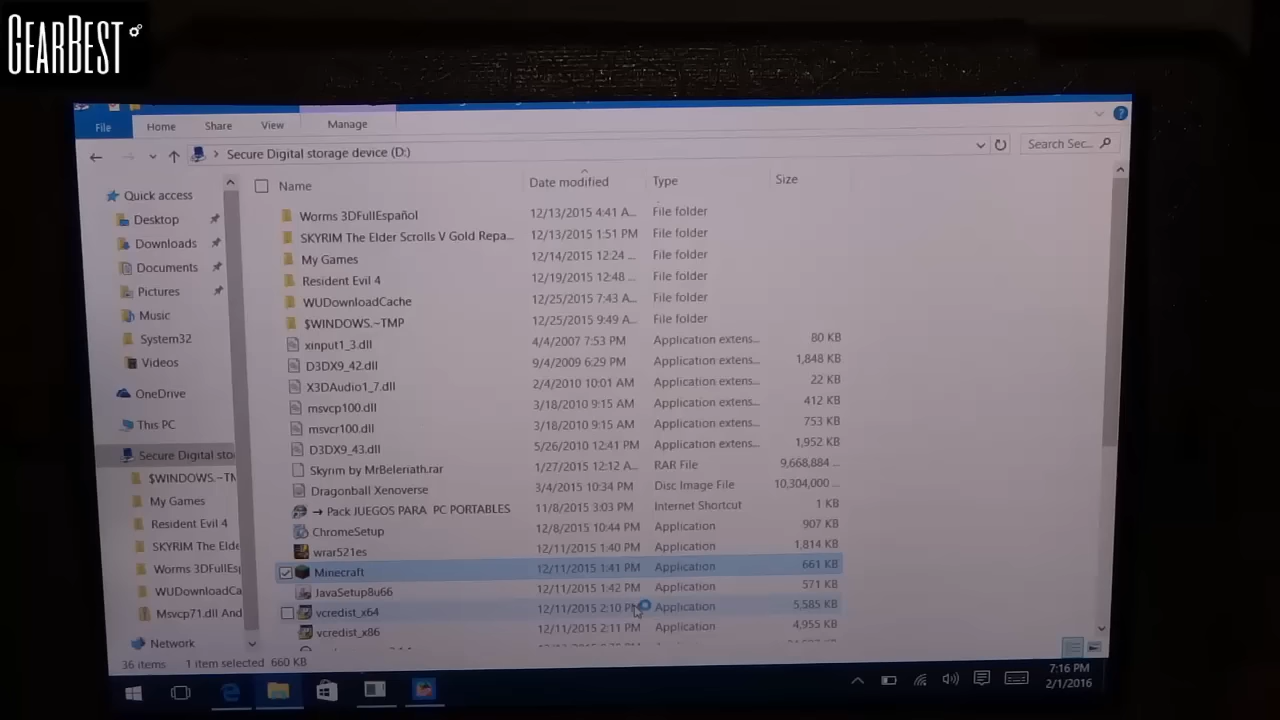 GEARBEST
File Home Share View Manage
Secure Digital storage device (D:) Search Sec...
Name Date modified Type Size
Quick access
Desktop
Downloads
Documents
Pictures
Music
System32
Videos
OneDrive
This PC
Secure Digital sto
$WINDOWS.~TM
My Games
Resident Evil 4
SKYRIM The Elde
Worms 3DFullEs
WUDownloadCa
Msvcp71.dll And
Network
Worms 3DFullEspañol 12/13/2015 4:41 A... File folder
SKYRIM The Elder Scrolls V Gold Repa... 12/13/2015 1:51 PM File folder
My Games 12/14/2015 12:24 ... File folder
Resident Evil 4 12/19/2015 12:48 ... File folder
WUDownloadCache 12/25/2015 7:43 A... File folder
$WINDOWS.~TMP 12/25/2015 9:49 A... File folder
xinput1_3.dll 4/4/2007 7:53 PM Application extens... 80 KB
D3DX9_42.dll 9/4/2009 6:29 PM Application extens... 1,848 KB
X3DAudio1_7.dll 2/4/2010 10:01 AM Application extens... 22 KB
msvcp100.dll 3/18/2010 9:15 AM Application extens... 412 KB
msvcr100.dll 3/18/2010 9:15 AM Application extens... 753 KB
D3DX9_43.dll 5/26/2010 12:41 PM Application extens... 1,952 KB
Skyrim by MrBeleriath.rar 1/27/2015 12:12 A... RAR File 9,668,884 ...
Dragonball Xenoverse 3/4/2015 10:34 PM Disc Image File 10,304,000 ...
→ Pack JUEGOS PARA PC PORTABLES 11/8/2015 3:03 PM Internet Shortcut 1 KB
ChromeSetup 12/8/2015 10:44 PM Application 907 KB
wrar521es 12/11/2015 1:40 PM Application 1,814 KB
Minecraft 12/11/2015 1:41 PM Application 661 KB
JavaSetup8u66 12/11/2015 1:42 PM Application 571 KB
vcredist_x64 12/11/2015 2:10 PM Application 5,585 KB
vcredist_x86 12/11/2015 2:11 PM Application 4,955 KB
36 items 1 item selected 660 KB
7:16 PM
2/1/2016